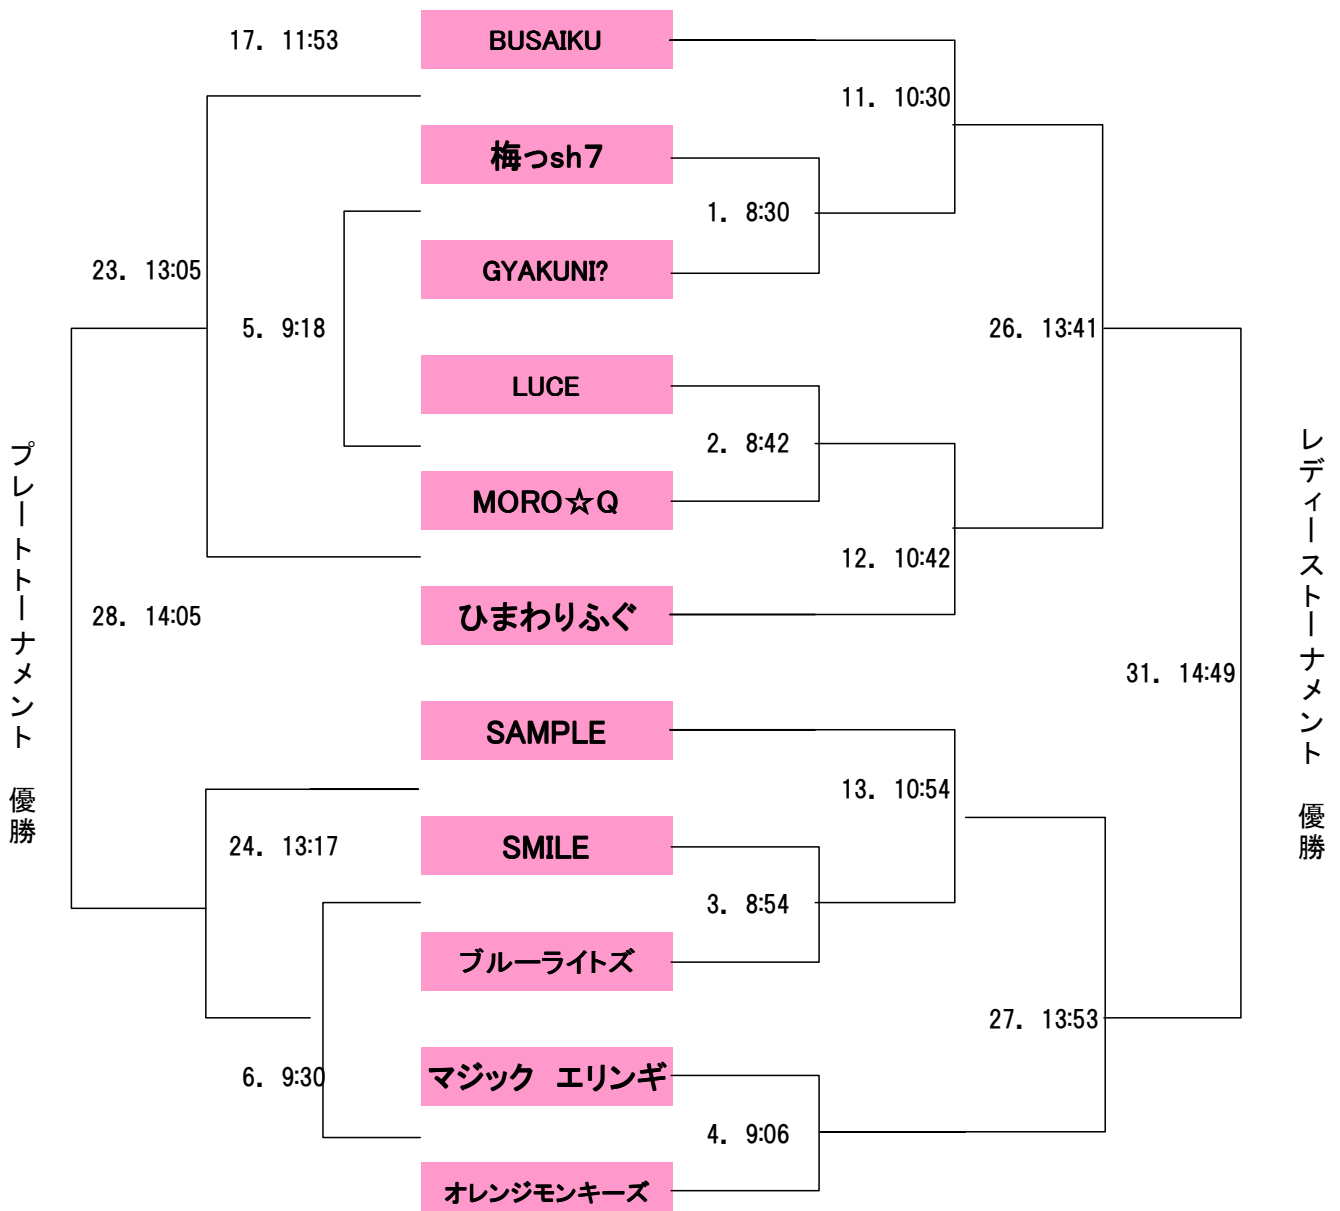 17. 11:53
BUSAIKU
11. 10:30
梅っsh7
1. 8:30
GYAKUNI?
23. 13:05
5. 9:18
26. 13:41
LUCE
2. 8:42
MORO☆Q
12. 10:42
ひまわりふぐ
28. 14:05
プレートトーナメント 優勝
レディーストーナメント 優勝
31. 14:49
SAMPLE
13. 10:54
24. 13:17
SMILE
3. 8:54
ブルーライトズ
27. 13:53
6. 9:30
マジック エリンギ
4. 9:06
オレンジモンキーズ